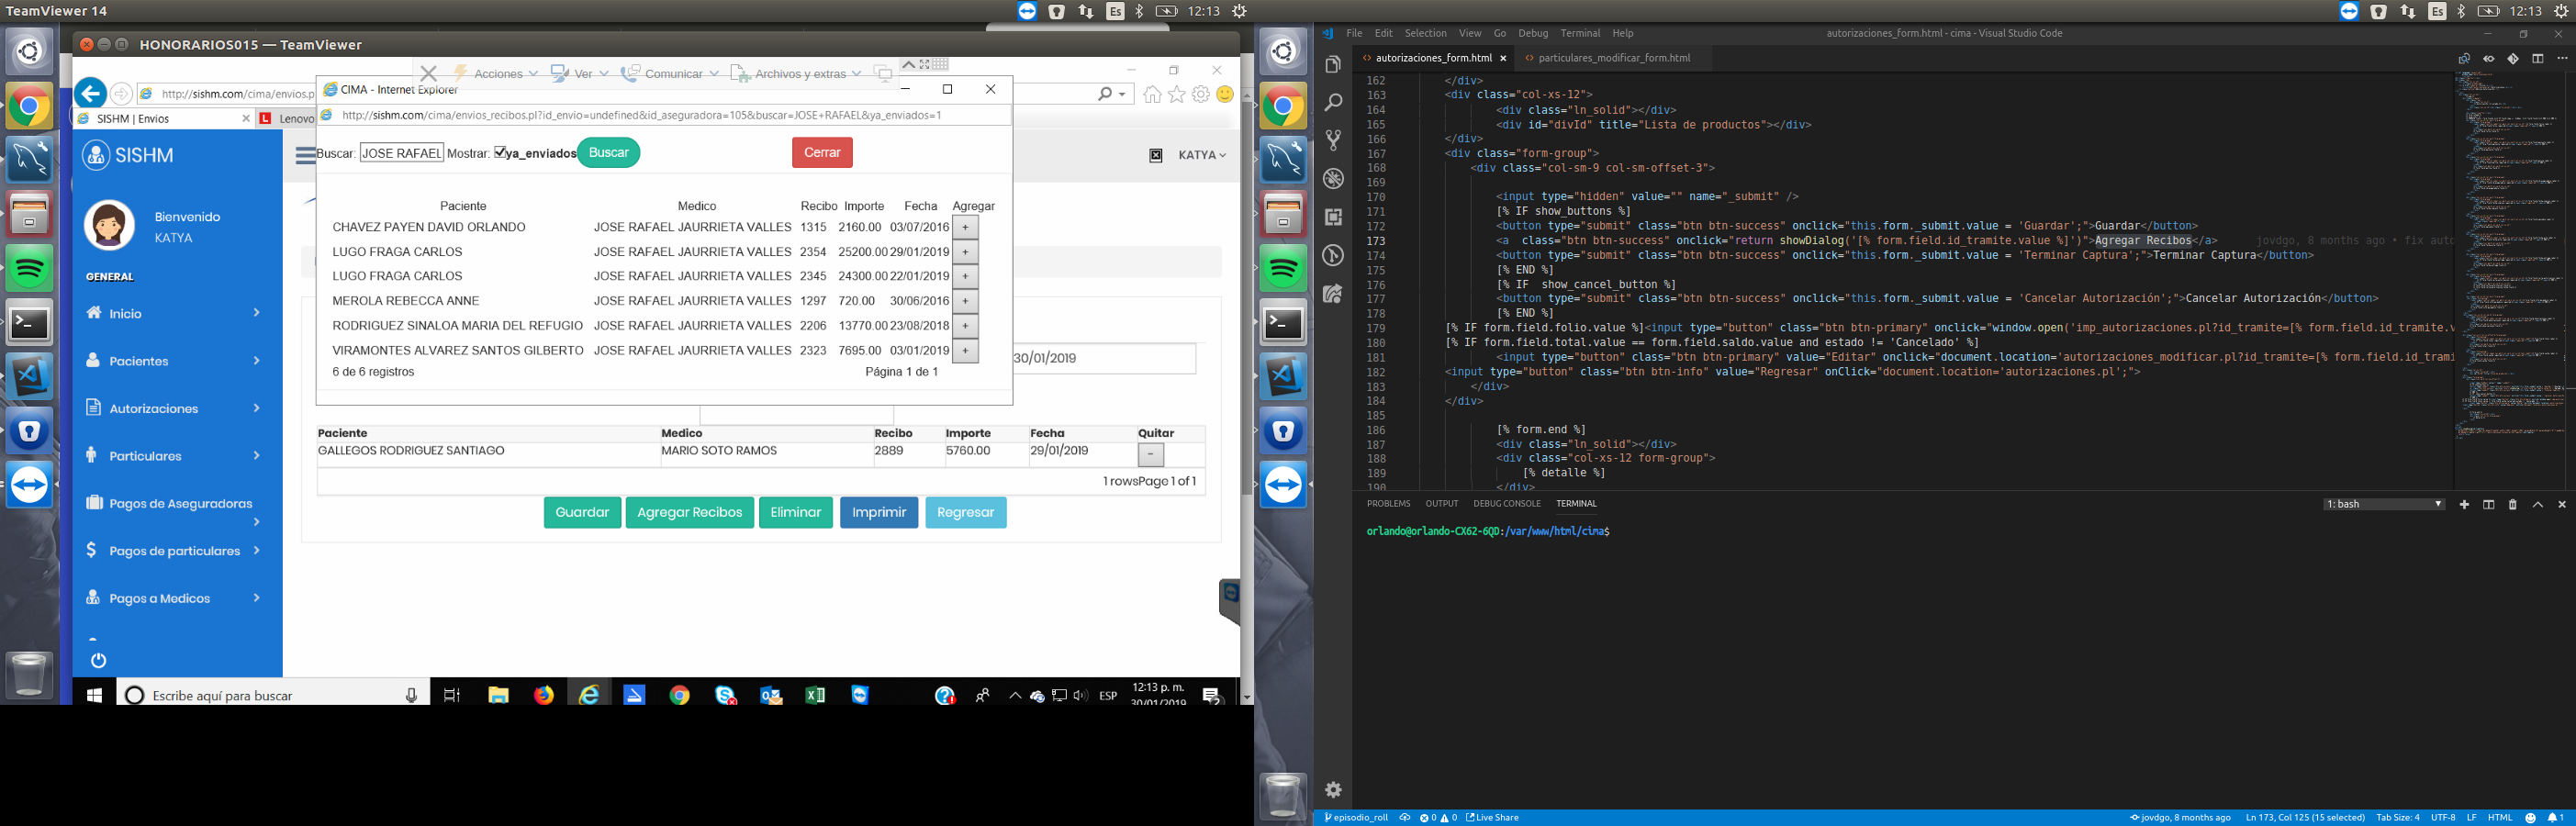 TeamViewer 14
Es 12:13
Es 12:13
HONORARIOS015 — TeamViewer
Acciones Ver Comunicar Archivos y extras
http://sishm.com/cima/envios.p
SISHM | Envios
Lenovo
CIMA - Internet Explorer
http://sishm.com/cima/envios_recibos.pl?id_envio=undefined&id_aseguradora=105&buscar=JOSE+RAFAEL&ya_enviados=1
Buscar: JOSE RAFAEL Mostrar: ya_enviados Buscar Cerrar
Paciente Medico Recibo Importe Fecha Agregar
CHAVEZ PAYEN DAVID ORLANDO JOSE RAFAEL JAURRIETA VALLES 1315 2160.00 03/07/2016 +
LUGO FRAGA CARLOS JOSE RAFAEL JAURRIETA VALLES 2354 25200.00 29/01/2019 +
LUGO FRAGA CARLOS JOSE RAFAEL JAURRIETA VALLES 2345 24300.00 22/01/2019 +
MEROLA REBECCA ANNE JOSE RAFAEL JAURRIETA VALLES 1297 720.00 30/06/2016 +
RODRIGUEZ SINALOA MARIA DEL REFUGIO JOSE RAFAEL JAURRIETA VALLES 2206 13770.00 23/08/2018 +
VIRAMONTES ALVAREZ SANTOS GILBERTO JOSE RAFAEL JAURRIETA VALLES 2323 7695.00 03/01/2019 +
6 de 6 registros Página 1 de 1
SISHM
KATYA
Bienvenido
KATYA
GENERAL
Inicio
Pacientes
Autorizaciones
Particulares
Pagos de Aseguradoras
Pagos de particulares
Pagos a Medicos
30/01/2019
Paciente Medico Recibo Importe Fecha Quitar
GALLEGOS RODRIGUEZ SANTIAGO MARIO SOTO RAMOS 2889 5760.00 29/01/2019 -
1 rowsPage 1 of 1
Guardar Agregar Recibos Eliminar Imprimir Regresar
Escribe aquí para buscar
ESP
12:13 p. m.
30/01/2019
2
File Edit Selection View Go Debug Terminal Help
autorizaciones_form.html - cima - Visual Studio Code
autorizaciones_form.html × particulares_modificar_form.html
162 </div>
163 <div class="col-xs-12">
164 <div class="ln_solid"></div>
165 <div id="divId" title="Lista de productos"></div>
166 </div>
167 <div class="form-group">
168 <div class="col-sm-9 col-sm-offset-3">
169
170 <input type="hidden" value="" name="_submit" />
171 [% IF show_buttons %]
172 <button type="submit" class="btn btn-success" onclick="this.form._submit.value = 'Guardar';">Guardar</button>
173 <a  class="btn btn-success" onclick="return showDialog('[% form.field.id_tramite.value %]')">Agregar Recibos</a> jovdgo, 8 months ago • fix auto
174 <button type="submit" class="btn btn-success" onclick="this.form._submit.value = 'Terminar Captura';">Terminar Captura</button>
175 [% END %]
176 [% IF  show_cancel_button %]
177 <button type="submit" class="btn btn-success" onclick="this.form._submit.value = 'Cancelar Autorización';">Cancelar Autorización</button>
178 [% END %]
179 [% IF form.field.folio.value %]<input type="button" class="btn btn-primary" onclick="window.open('imp_autorizaciones.pl?id_tramite=[% form.field.id_tramite.v
180 [% IF form.field.total.value == form.field.saldo.value and estado != 'Cancelado' %]
181 <input type="button" class="btn btn-primary" value="Editar" onclick="document.location='autorizaciones_modificar.pl?id_tramite=[% form.field.id_trami
182 <input type="button" class="btn btn-info" value="Regresar" onClick="document.location='autorizaciones.pl';">
183 </div>
184 </div>
185
186 [% form.end %]
187 <div class="ln_solid"></div>
188 <div class="col-xs-12 form-group">
189 [% detalle %]
190 </div>
PROBLEMS OUTPUT DEBUG CONSOLE TERMINAL
1: bash
orlando@orlando-CX62-6QD:/var/www/html/cima$
episodio_roll 0 0 Live Share
jovdgo, 8 months ago Ln 173, Col 125 (15 selected) Tab Size: 4 UTF-8 LF HTML 1